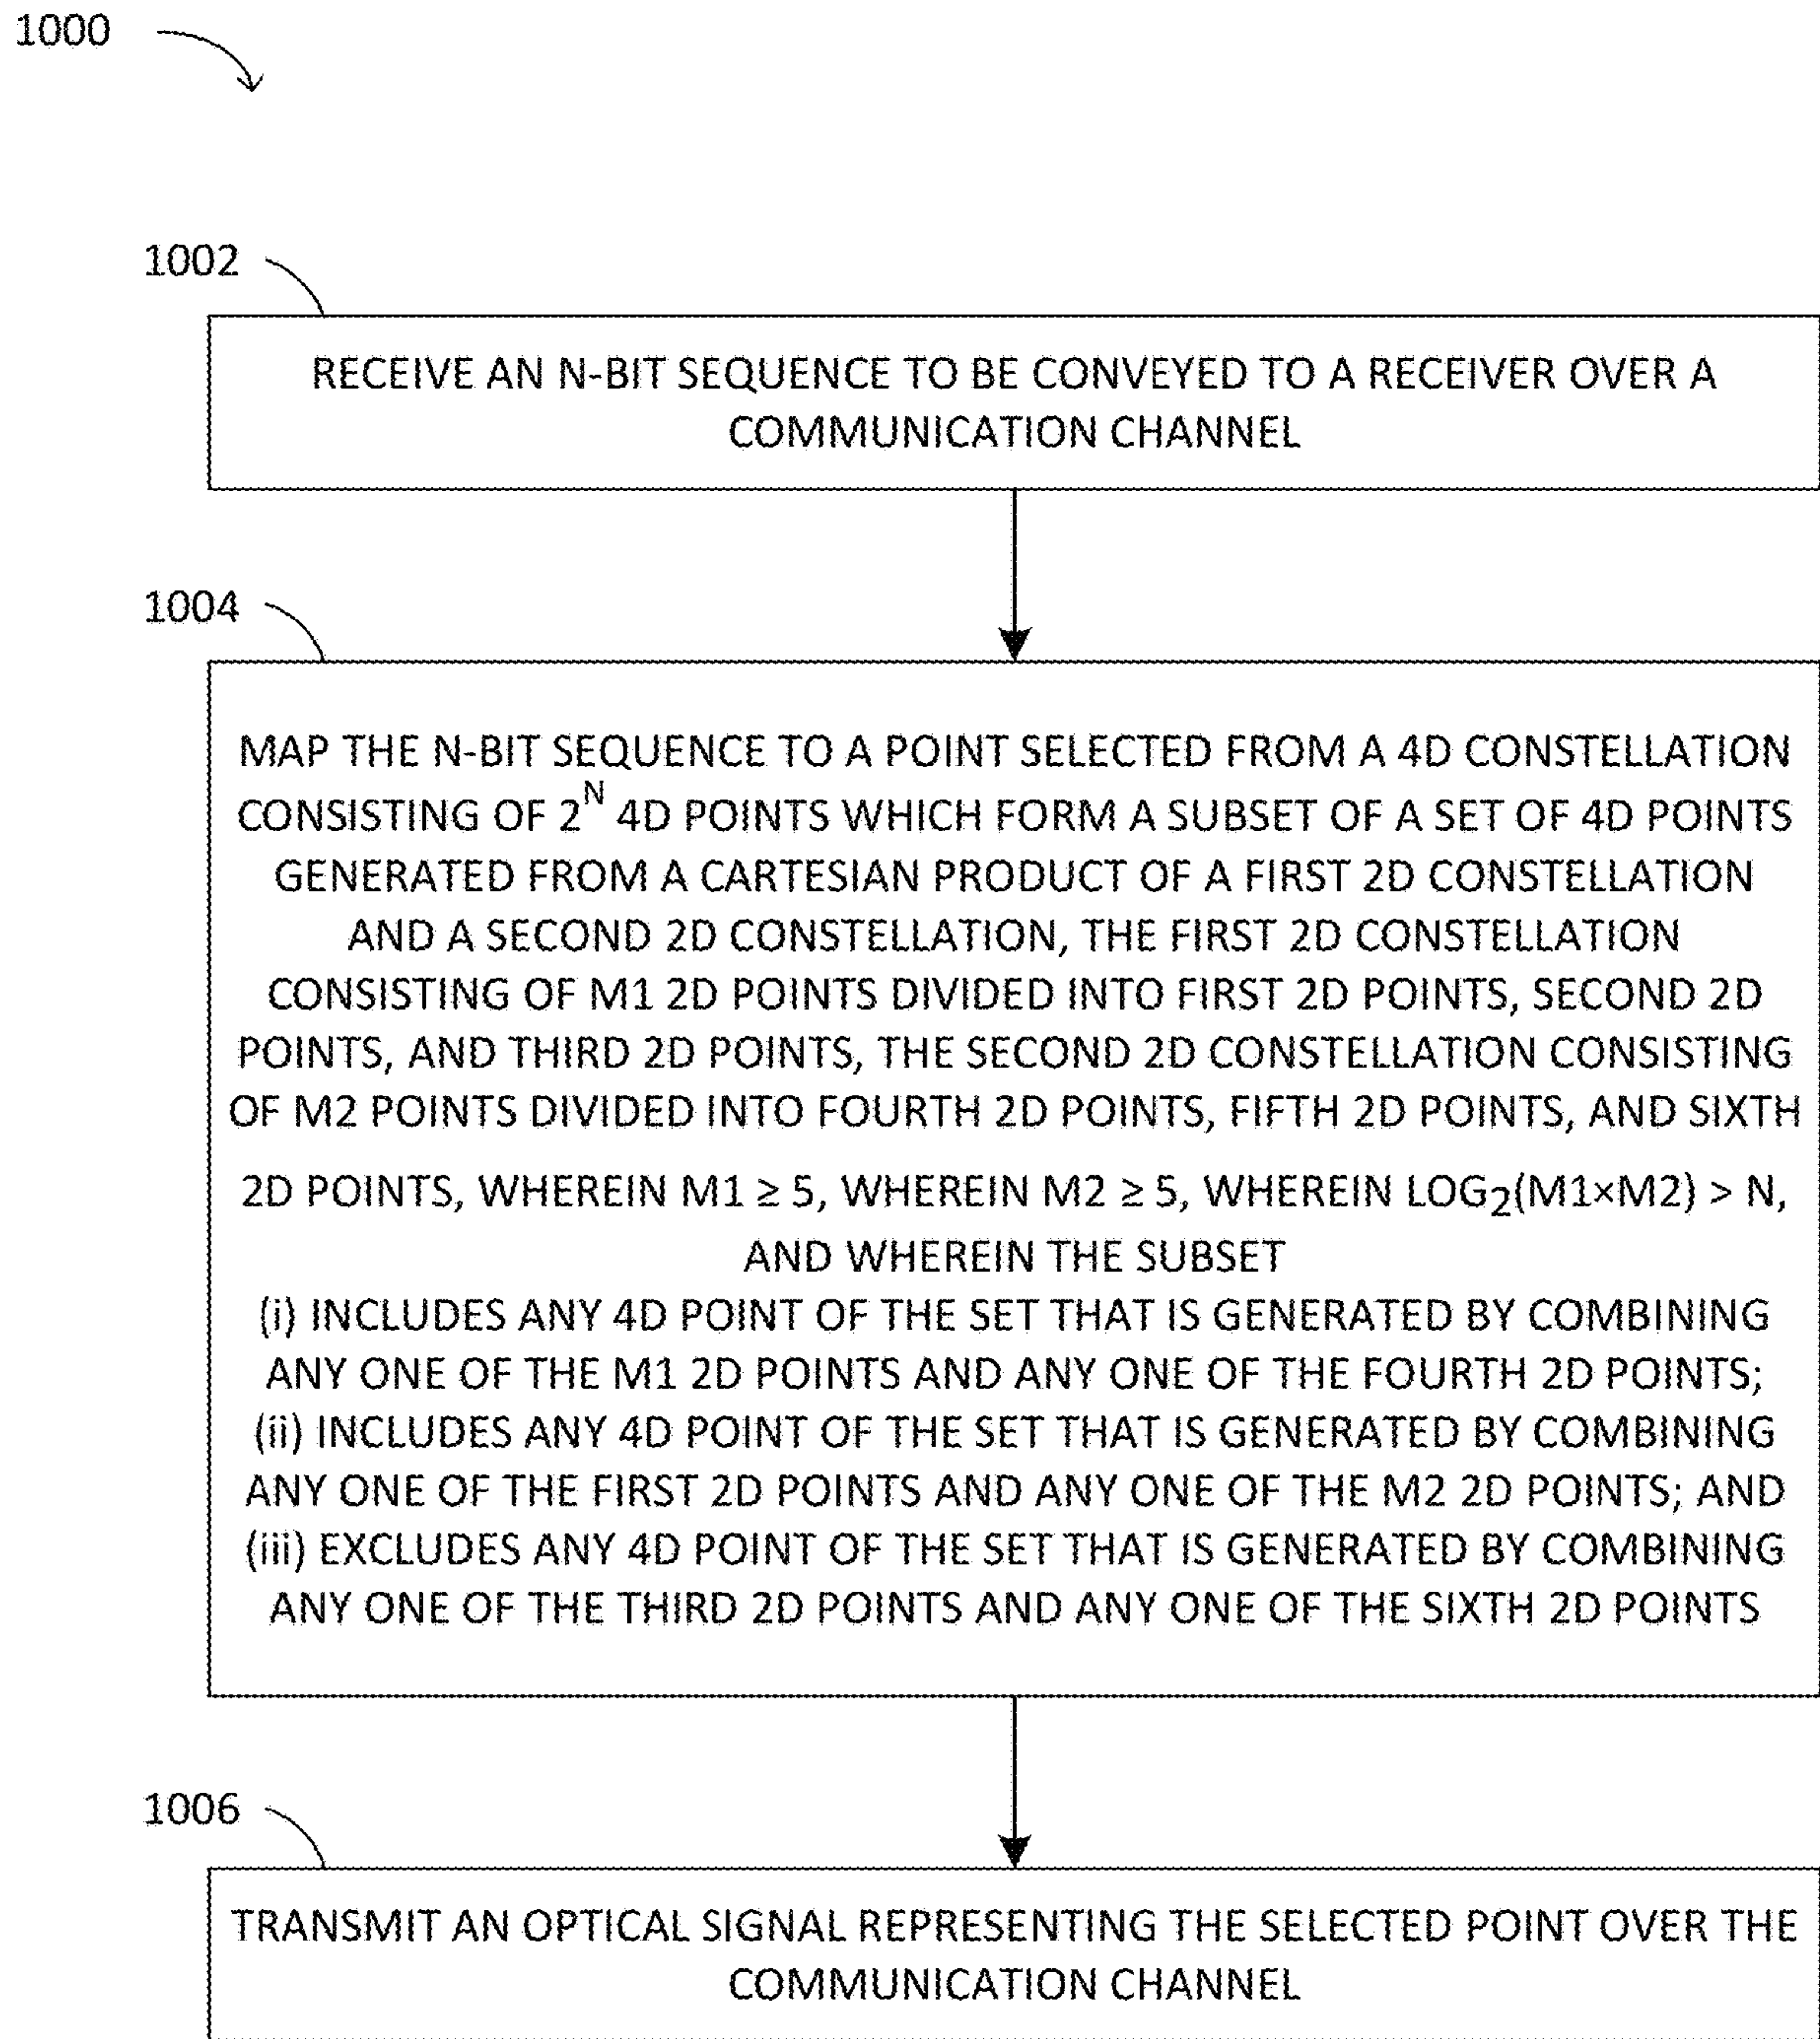 1000
1002
RECEIVE AN N-BIT SEQUENCE TO BE CONVEYED TO A RECEIVER OVER A
COMMUNICATION CHANNEL
1004
MAP THE N-BIT SEQUENCE TO A POINT SELECTED FROM A 4D CONSTELLATION
CONSISTING OF 2^N 4D POINTS WHICH FORM A SUBSET OF A SET OF 4D POINTS
GENERATED FROM A CARTESIAN PRODUCT OF A FIRST 2D CONSTELLATION
AND A SECOND 2D CONSTELLATION, THE FIRST 2D CONSTELLATION
CONSISTING OF M1 2D POINTS DIVIDED INTO FIRST 2D POINTS, SECOND 2D
POINTS, AND THIRD 2D POINTS, THE SECOND 2D CONSTELLATION CONSISTING
OF M2 POINTS DIVIDED INTO FOURTH 2D POINTS, FIFTH 2D POINTS, AND SIXTH
2D POINTS, WHEREIN M1 ≥ 5, WHEREIN M2 ≥ 5, WHEREIN LOG₂(M1×M2) > N,
AND WHEREIN THE SUBSET
(i) INCLUDES ANY 4D POINT OF THE SET THAT IS GENERATED BY COMBINING
ANY ONE OF THE M1 2D POINTS AND ANY ONE OF THE FOURTH 2D POINTS;
(ii) INCLUDES ANY 4D POINT OF THE SET THAT IS GENERATED BY COMBINING
ANY ONE OF THE FIRST 2D POINTS AND ANY ONE OF THE M2 2D POINTS; AND
(iii) EXCLUDES ANY 4D POINT OF THE SET THAT IS GENERATED BY COMBINING
ANY ONE OF THE THIRD 2D POINTS AND ANY ONE OF THE SIXTH 2D POINTS
1006
TRANSMIT AN OPTICAL SIGNAL REPRESENTING THE SELECTED POINT OVER THE
COMMUNICATION CHANNEL